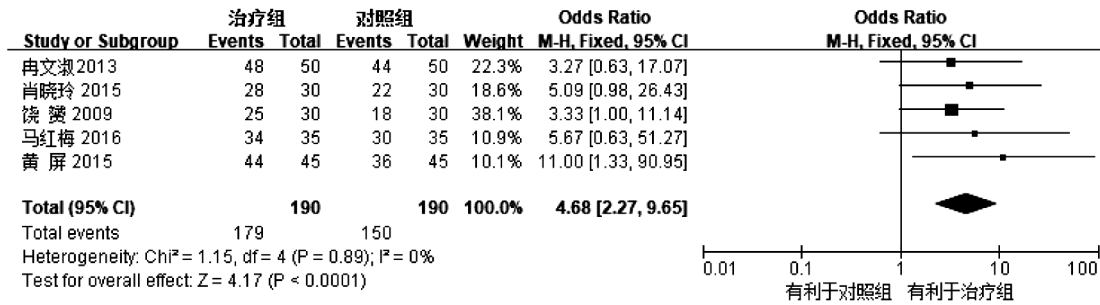 治疗组 对照组 Odds Ratio Odds Ratio
Study or Subgroup Events Total Events Total Weight M-H, Fixed, 95% CI M-H, Fixed, 95% CI
冉文淑2013 48 50 44 50 22.3% 3.27 [0.63, 17.07]
肖晓玲 2015 28 30 22 30 18.6% 5.09 [0.98, 26.43]
饶 燹 2009 25 30 18 30 38.1% 3.33 [1.00, 11.14]
马红梅 2016 34 35 30 35 10.9% 5.67 [0.63, 51.27]
黄 屏 2015 44 45 36 45 10.1% 11.00 [1.33, 90.95]
Total (95% CI) 190 190 100.0% 4.68 [2.27, 9.65]
Total events 179 150
Heterogeneity: Chi² = 1.15, df = 4 (P = 0.89); I² = 0%
Test for overall effect: Z = 4.17 (P < 0.0001)
0.01 0.1 1 10 100
有利于对照组 有利于治疗组